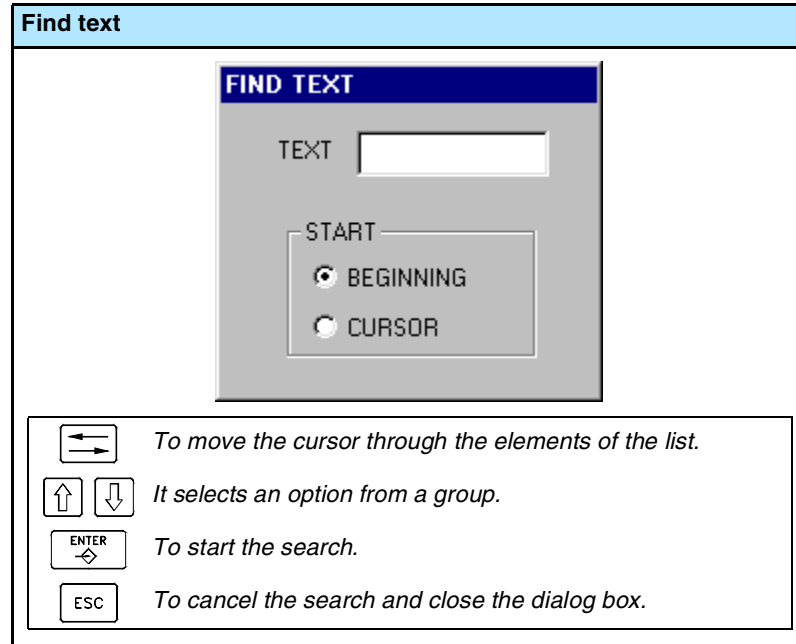 Find text
FIND TEXT
TEXT
START
BEGINNING
CURSOR
To move the cursor through the elements of the list.
It selects an option from a group.
ENTER
To start the search.
ESC
To cancel the search and close the dialog box.